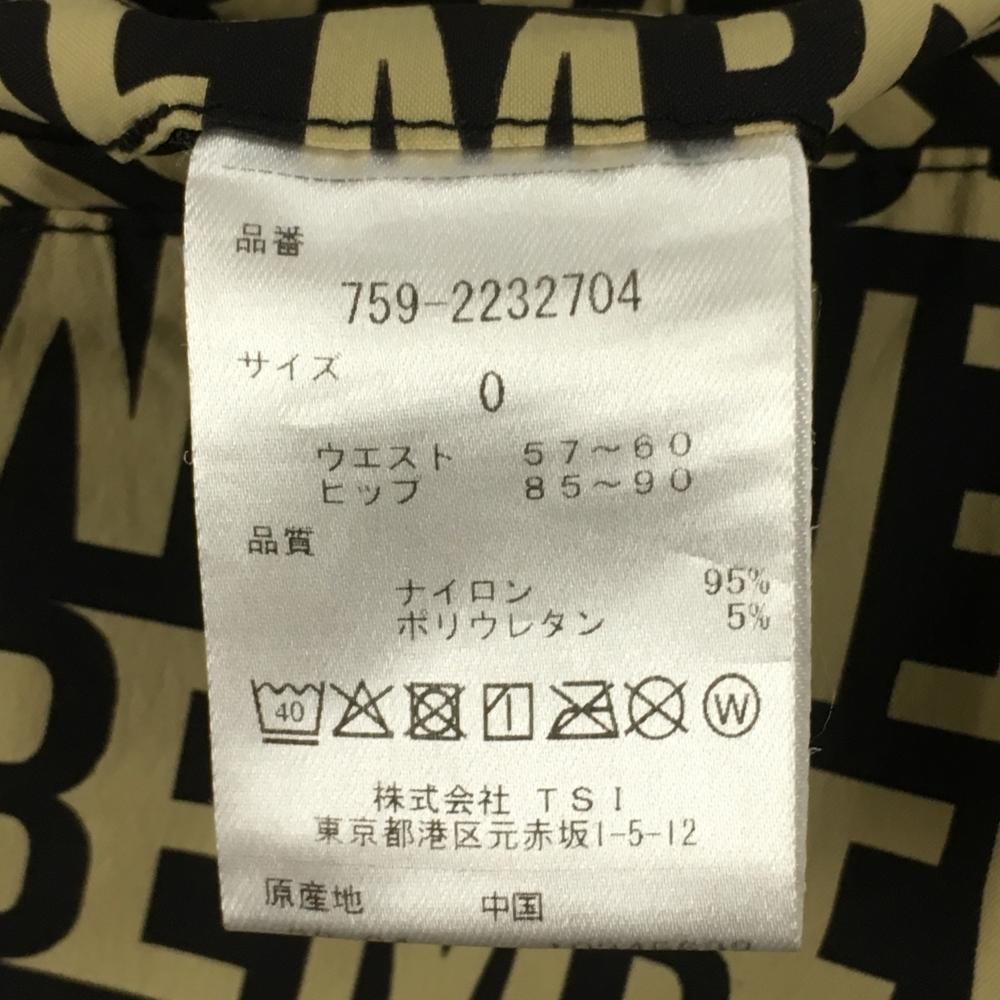 品番
759-2232704
サイズ
0
ウエスト 57～60
ヒップ 85～90
品質
ナイロン 95%
ポリウレタン 5%
40 W
株式会社 TSI
東京都港区元赤坂1-5-12
原産地 中国